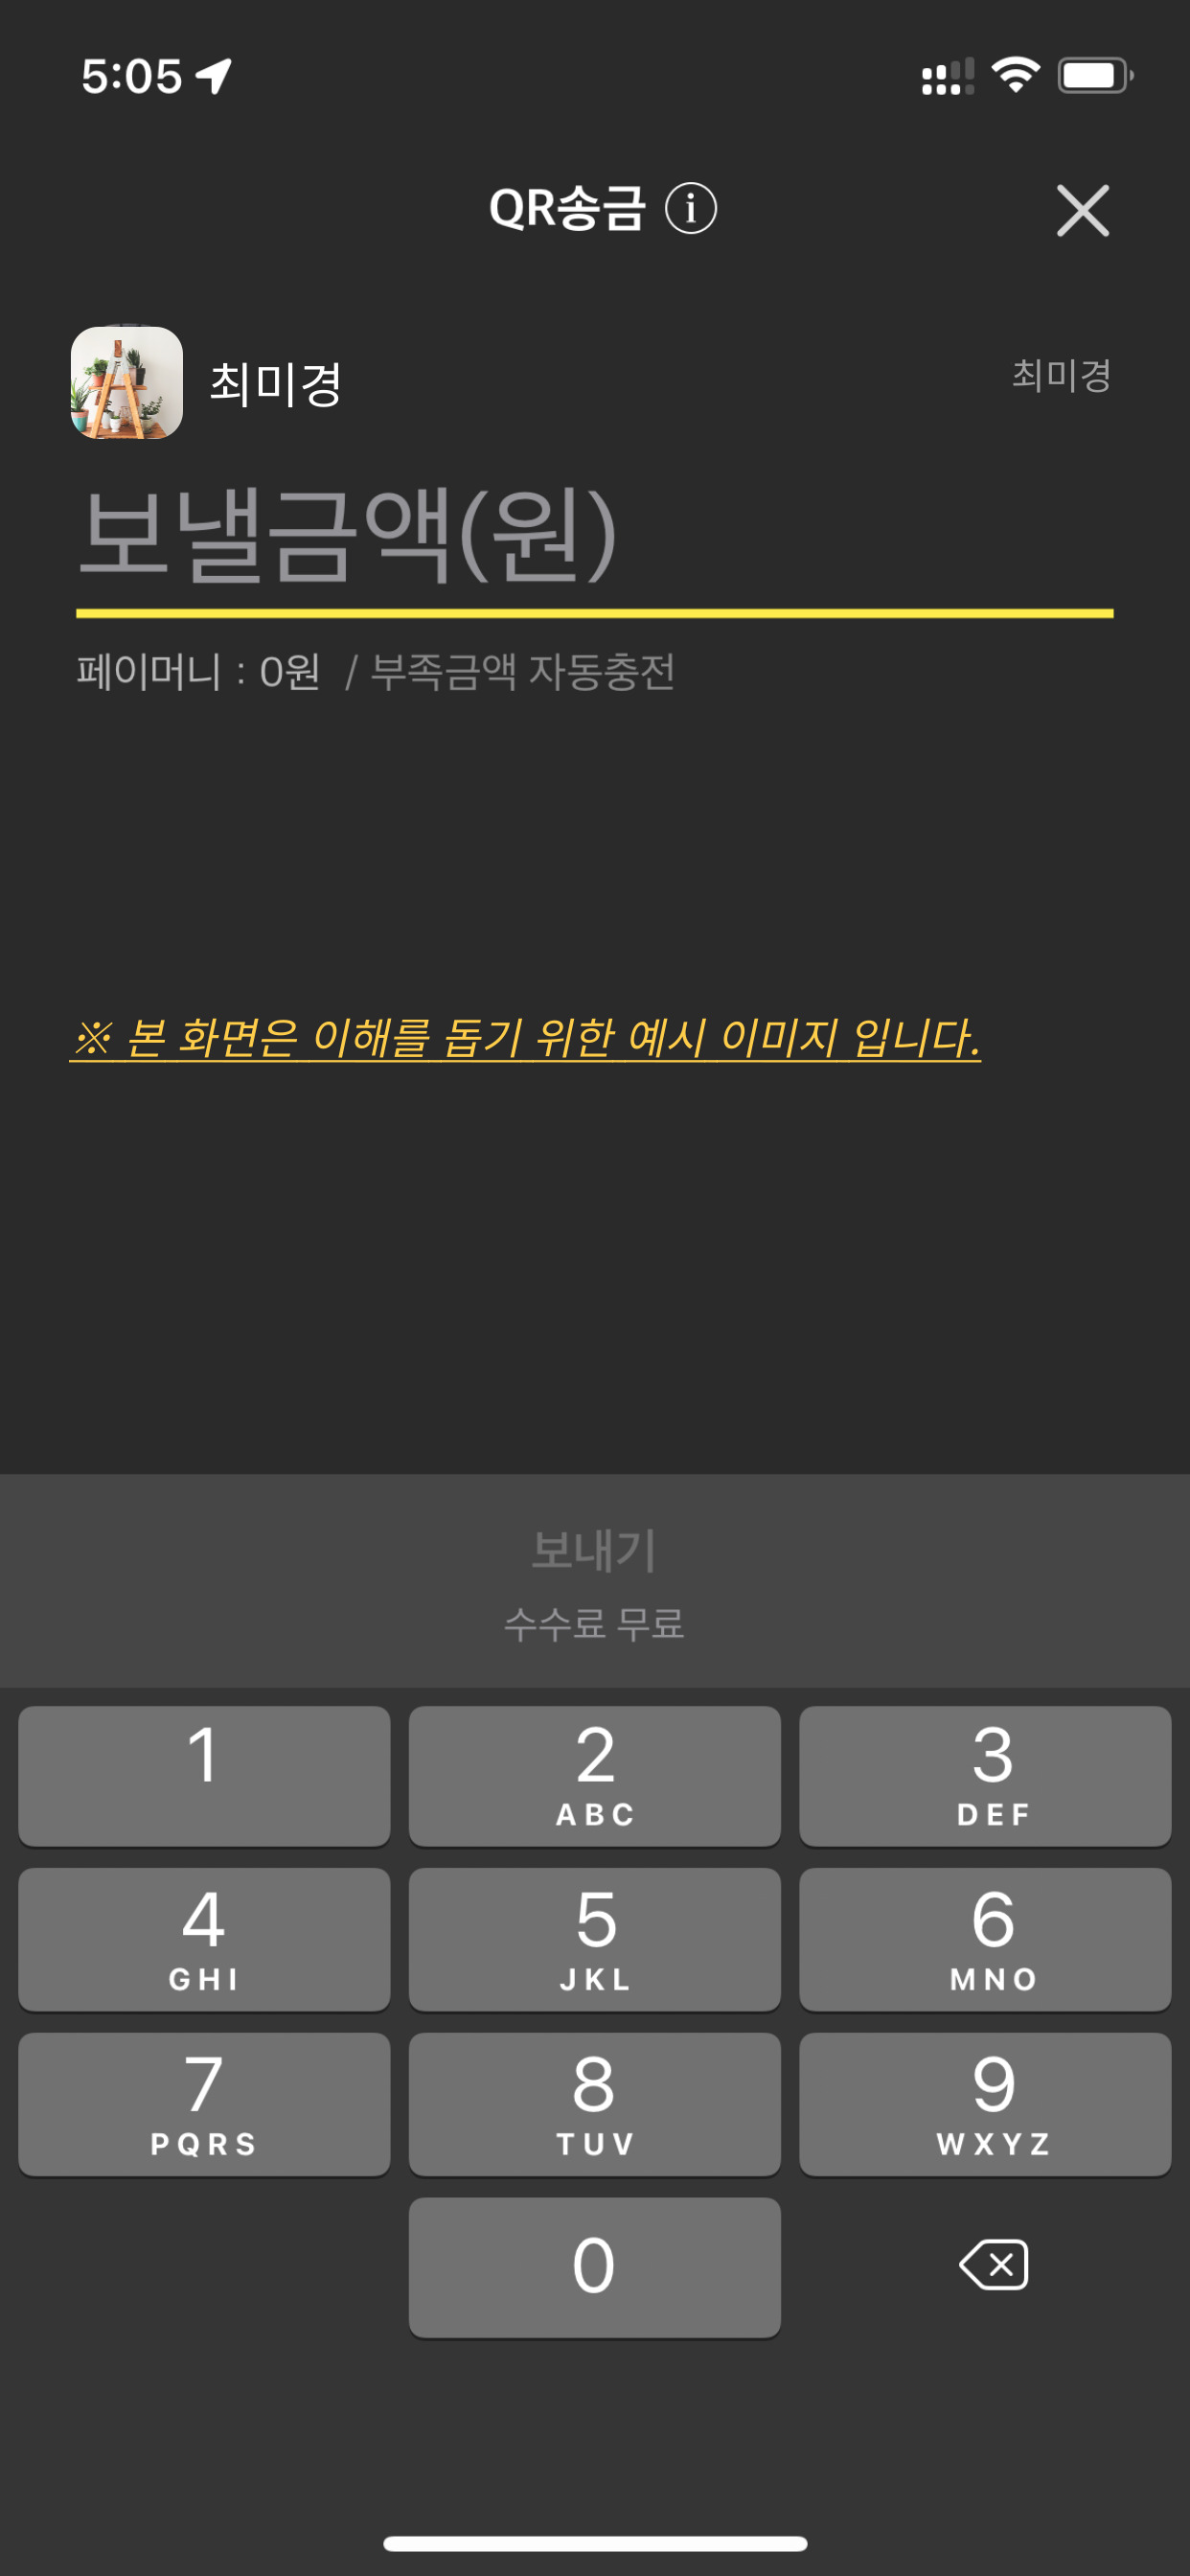 5:05
QR송금 i
최미경 최미경
보낼금액(원)
페이머니 : 0원 / 부족금액 자동충전
※ 본 화면은 이해를 돕기 위한 예시 이미지 입니다.
보내기
수수료 무료
1 2 3
ABC DEF
4 5 6
GHI JKL MNO
7 8 9
PQRS TUV WXYZ
0